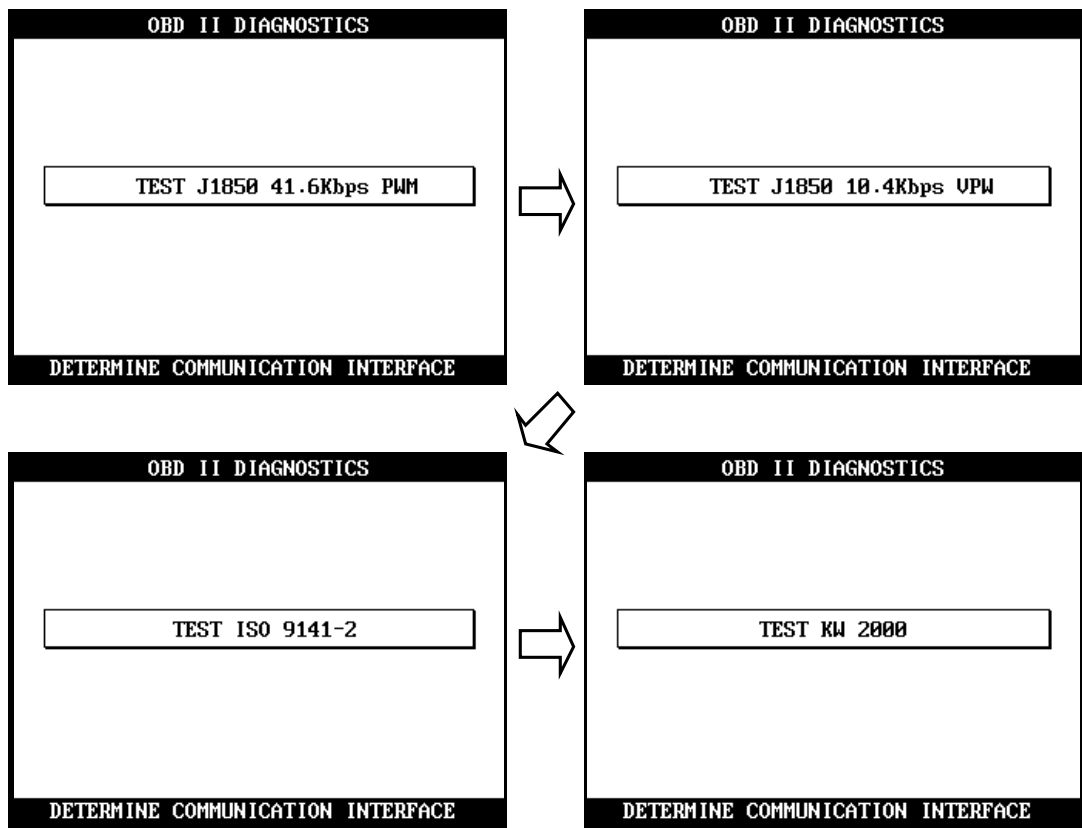 OBD II DIAGNOSTICS
TEST J1850 41.6Kbps PWM
DETERMINE COMMUNICATION INTERFACE
OBD II DIAGNOSTICS
TEST J1850 10.4Kbps VPW
DETERMINE COMMUNICATION INTERFACE
OBD II DIAGNOSTICS
TEST ISO 9141-2
DETERMINE COMMUNICATION INTERFACE
OBD II DIAGNOSTICS
TEST KW 2000
DETERMINE COMMUNICATION INTERFACE